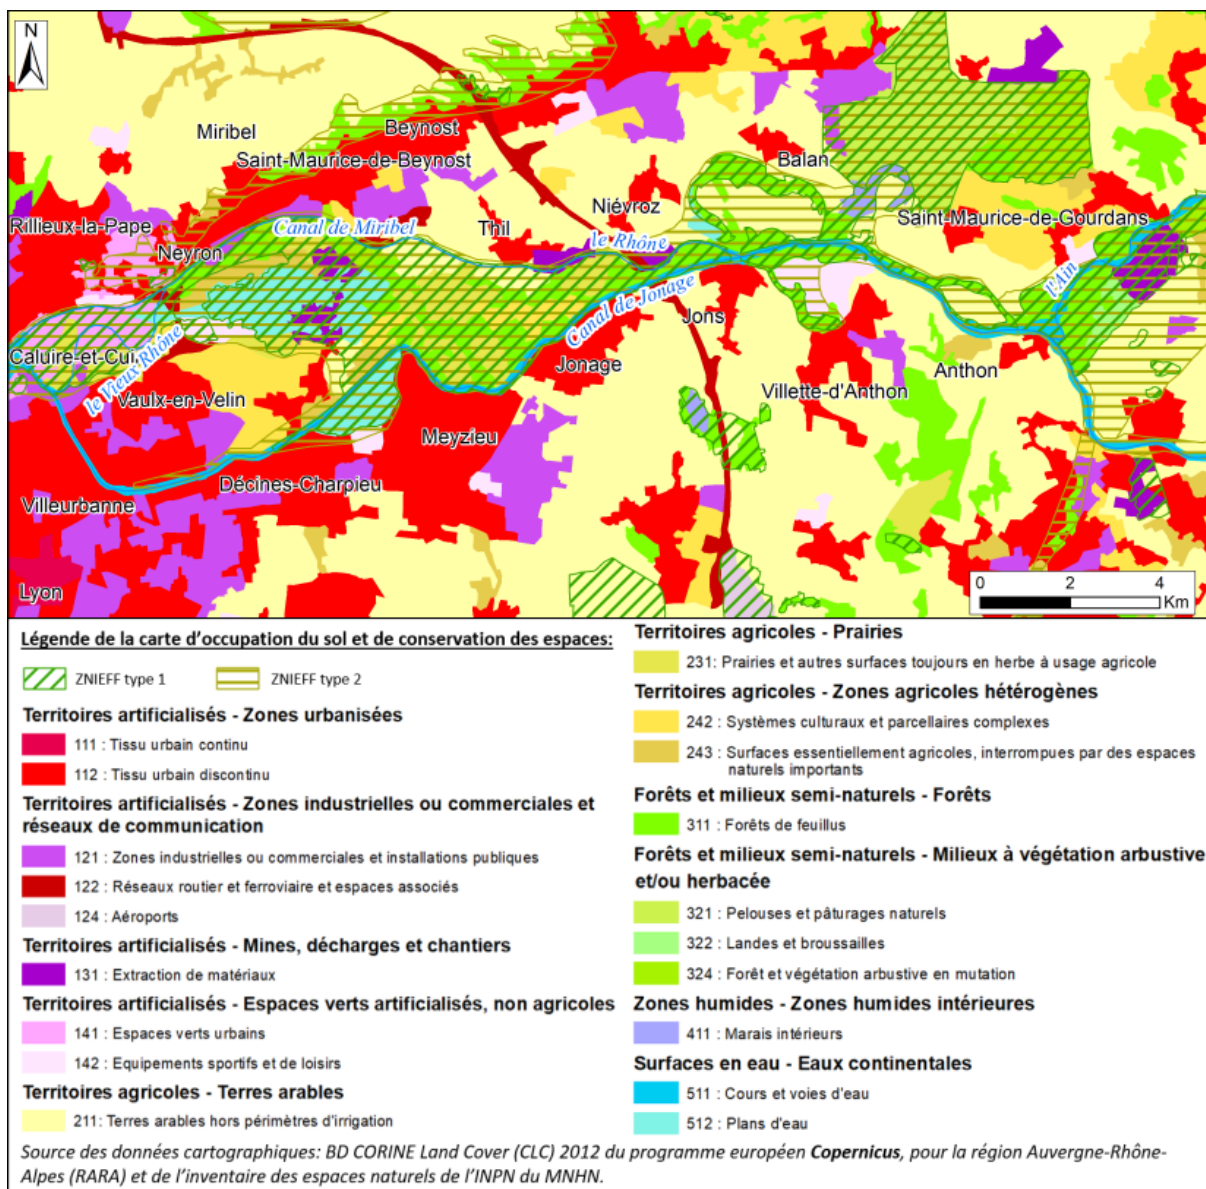 N
Miribel
Beynost
Saint-Maurice-de-Beynost
Balan
Rillieux-la-Pape
Canal de Miribel
Thil
Niévroz
Saint-Maurice-de-Gourdans
Neyron
le Rhône
l'Ain
Canal de Jonage
Jons
Caluire-et-Cui
le Vieux Rhône
Jonage
Anthon
Vaulx-en-Velin
Villette-d'Anthon
Meyzieu
Décines-Charpieu
Villeurbanne
Lyon
0 2 4
Km
Légende de la carte d'occupation du sol et de conservation des espaces:
ZNIEFF type 1
ZNIEFF type 2
Territoires artificialisés - Zones urbanisées
111 : Tissu urbain continu
112 : Tissu urbain discontinu
Territoires artificialisés - Zones industrielles ou commerciales et
réseaux de communication
121 : Zones industrielles ou commerciales et installations publiques
122 : Réseaux routier et ferroviaire et espaces associés
124 : Aéroports
Territoires artificialisés - Mines, décharges et chantiers
131 : Extraction de matériaux
Territoires artificialisés - Espaces verts artificialisés, non agricoles
141 : Espaces verts urbains
142 : Equipements sportifs et de loisirs
Territoires agricoles - Terres arables
211: Terres arables hors périmètres d'irrigation
Territoires agricoles - Prairies
231: Prairies et autres surfaces toujours en herbe à usage agricole
Territoires agricoles - Zones agricoles hétérogènes
242 : Systèmes culturaux et parcellaires complexes
243 : Surfaces essentiellement agricoles, interrompues par des espaces
naturels importants
Forêts et milieux semi-naturels - Forêts
311 : Forêts de feuillus
Forêts et milieux semi-naturels - Milieux à végétation arbustive
et/ou herbacée
321 : Pelouses et pâturages naturels
322 : Landes et broussailles
324 : Forêt et végétation arbustive en mutation
Zones humides - Zones humides intérieures
411 : Marais intérieurs
Surfaces en eau - Eaux continentales
511 : Cours et voies d'eau
512 : Plans d'eau
Source des données cartographiques: BD CORINE Land Cover (CLC) 2012 du programme européen Copernicus, pour la région Auvergne-Rhône-
Alpes (RARA) et de l'inventaire des espaces naturels de l'INPN du MNHN.